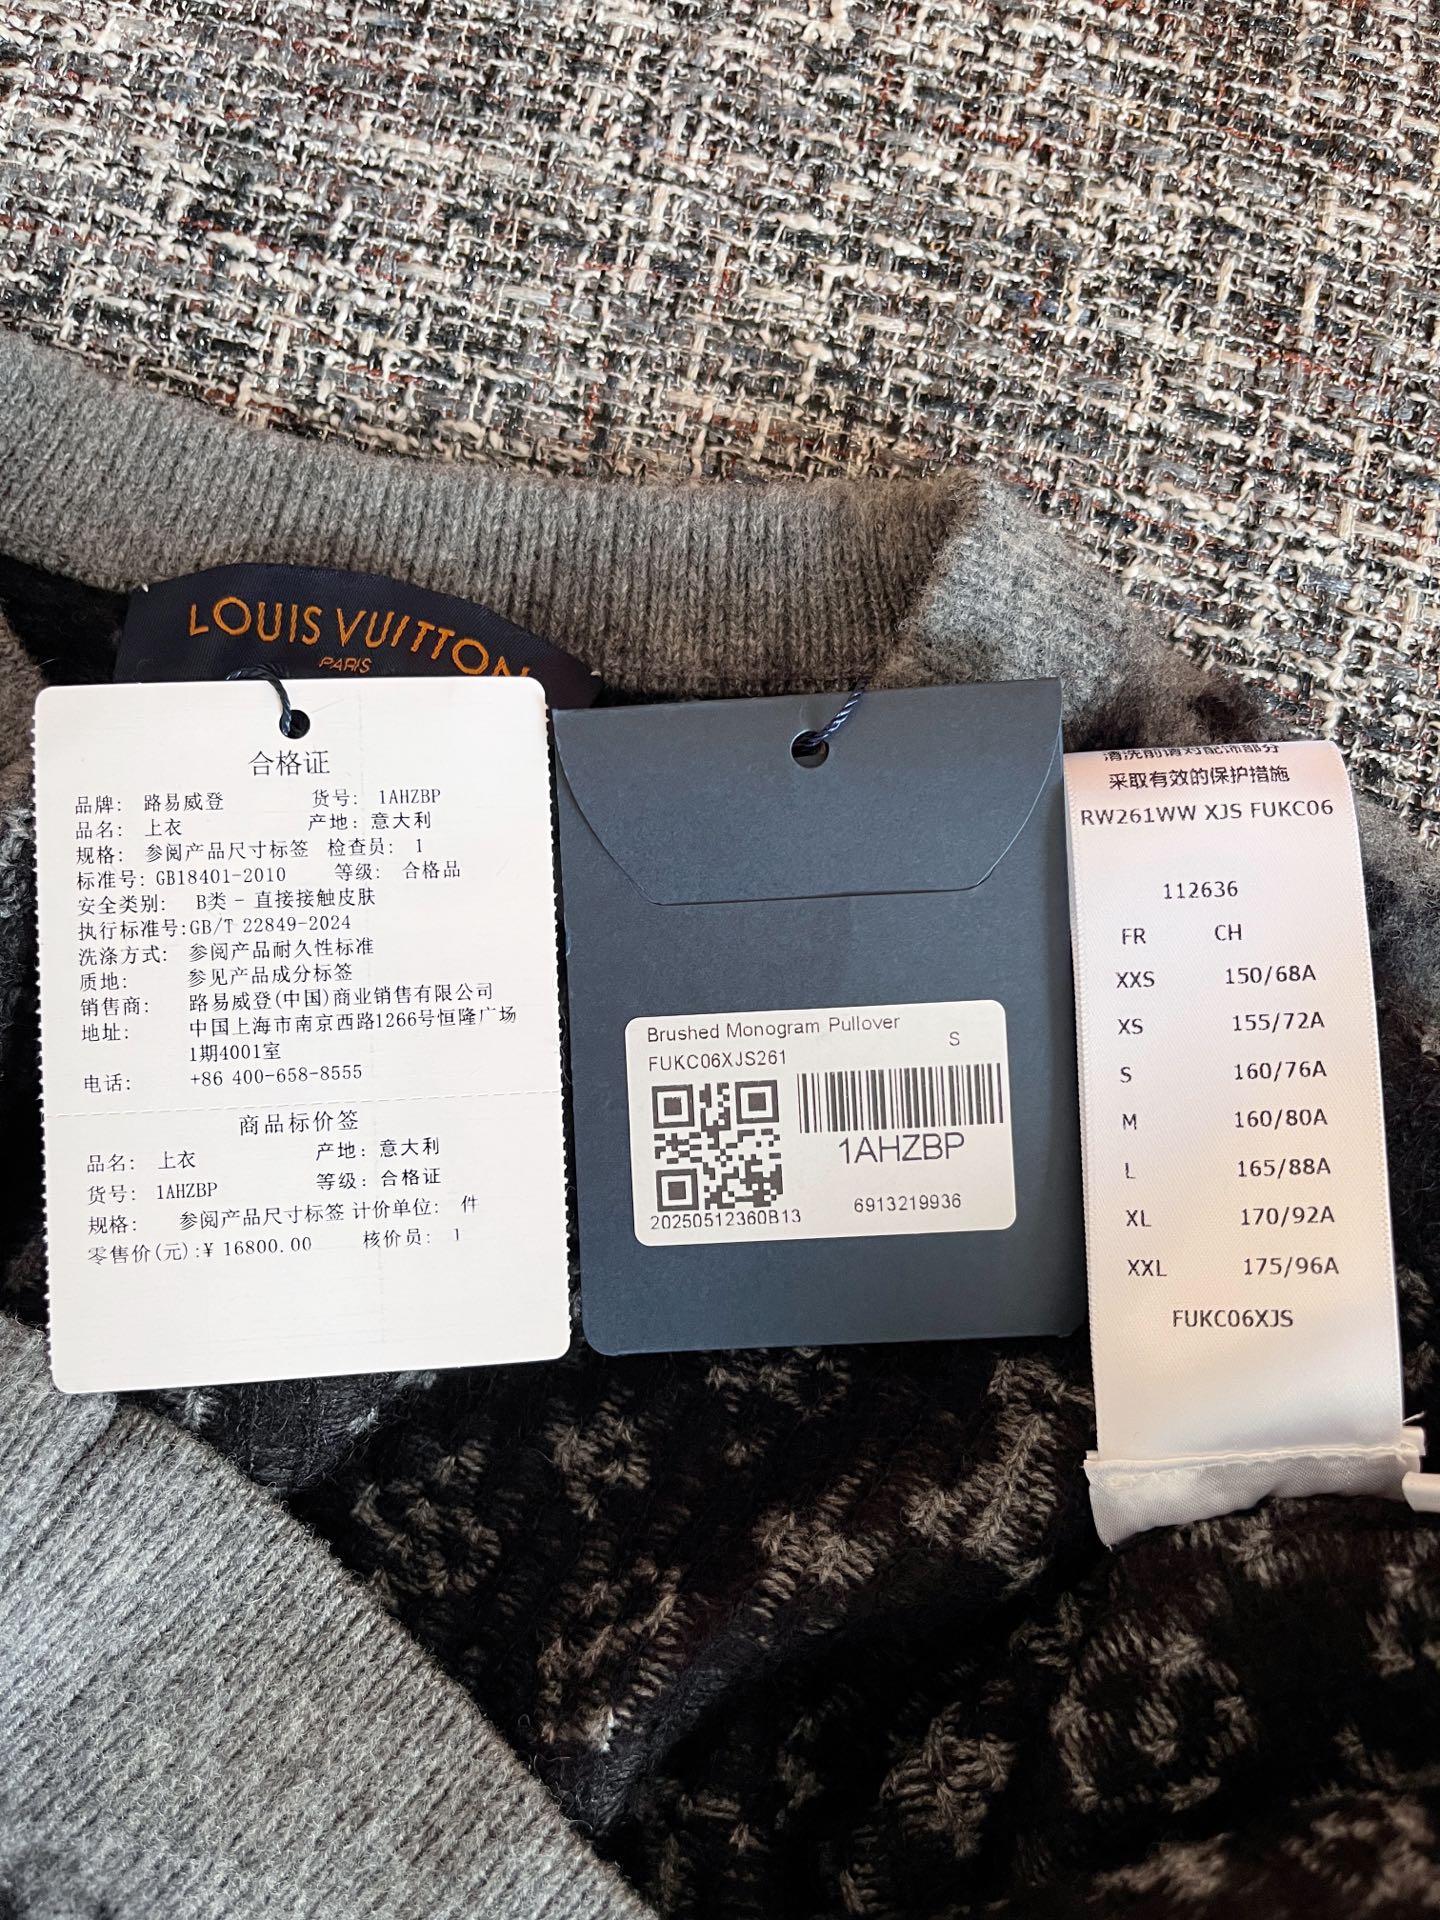 LOUIS VUITTON
PARIS
合格证
品牌: 路易威登 货号: 1AHZBP
品名: 上衣 产地: 意大利
规格: 参阅产品尺寸标签 检查员: 1
标准号: GB18401-2010 等级: 合格品
安全类别: B类 - 直接接触皮肤
执行标准号:GB/T 22849-2024
洗涤方式: 参阅产品耐久性标准
质地: 参见产品成分标签
销售商: 路易威登(中国)商业销售有限公司
地址: 中国上海市南京西路1266号恒隆广场
1期4001室
电话: +86 400-658-8555
商品标价签
品名: 上衣 产地: 意大利
货号: 1AHZBP 等级: 合格证
规格: 参阅产品尺寸标签 计价单位: 件
零售价(元):¥ 16800.00 核价员: 1
Brushed Monogram Pullover
FUKC06XJS261 S
1AHZBP
20250512360B13 6913219936
清洗前请对配饰部分
采取有效的保护措施
RW261WW XJS FUKC06
112636
FR CH
XXS 150/68A
XS 155/72A
S 160/76A
M 160/80A
L 165/88A
XL 170/92A
XXL 175/96A
FUKC06XJS